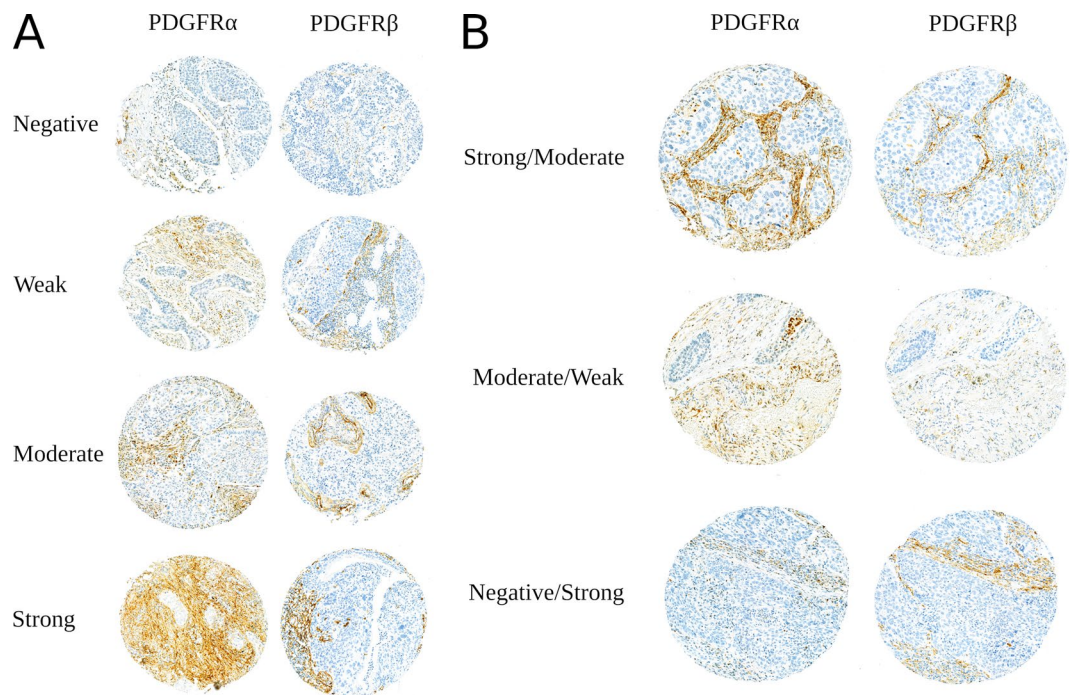 A
PDGFRα
PDGFRβ
Negative
Weak
Moderate
Strong
B
PDGFRα
PDGFRβ
Strong/Moderate
Moderate/Weak
Negative/Strong